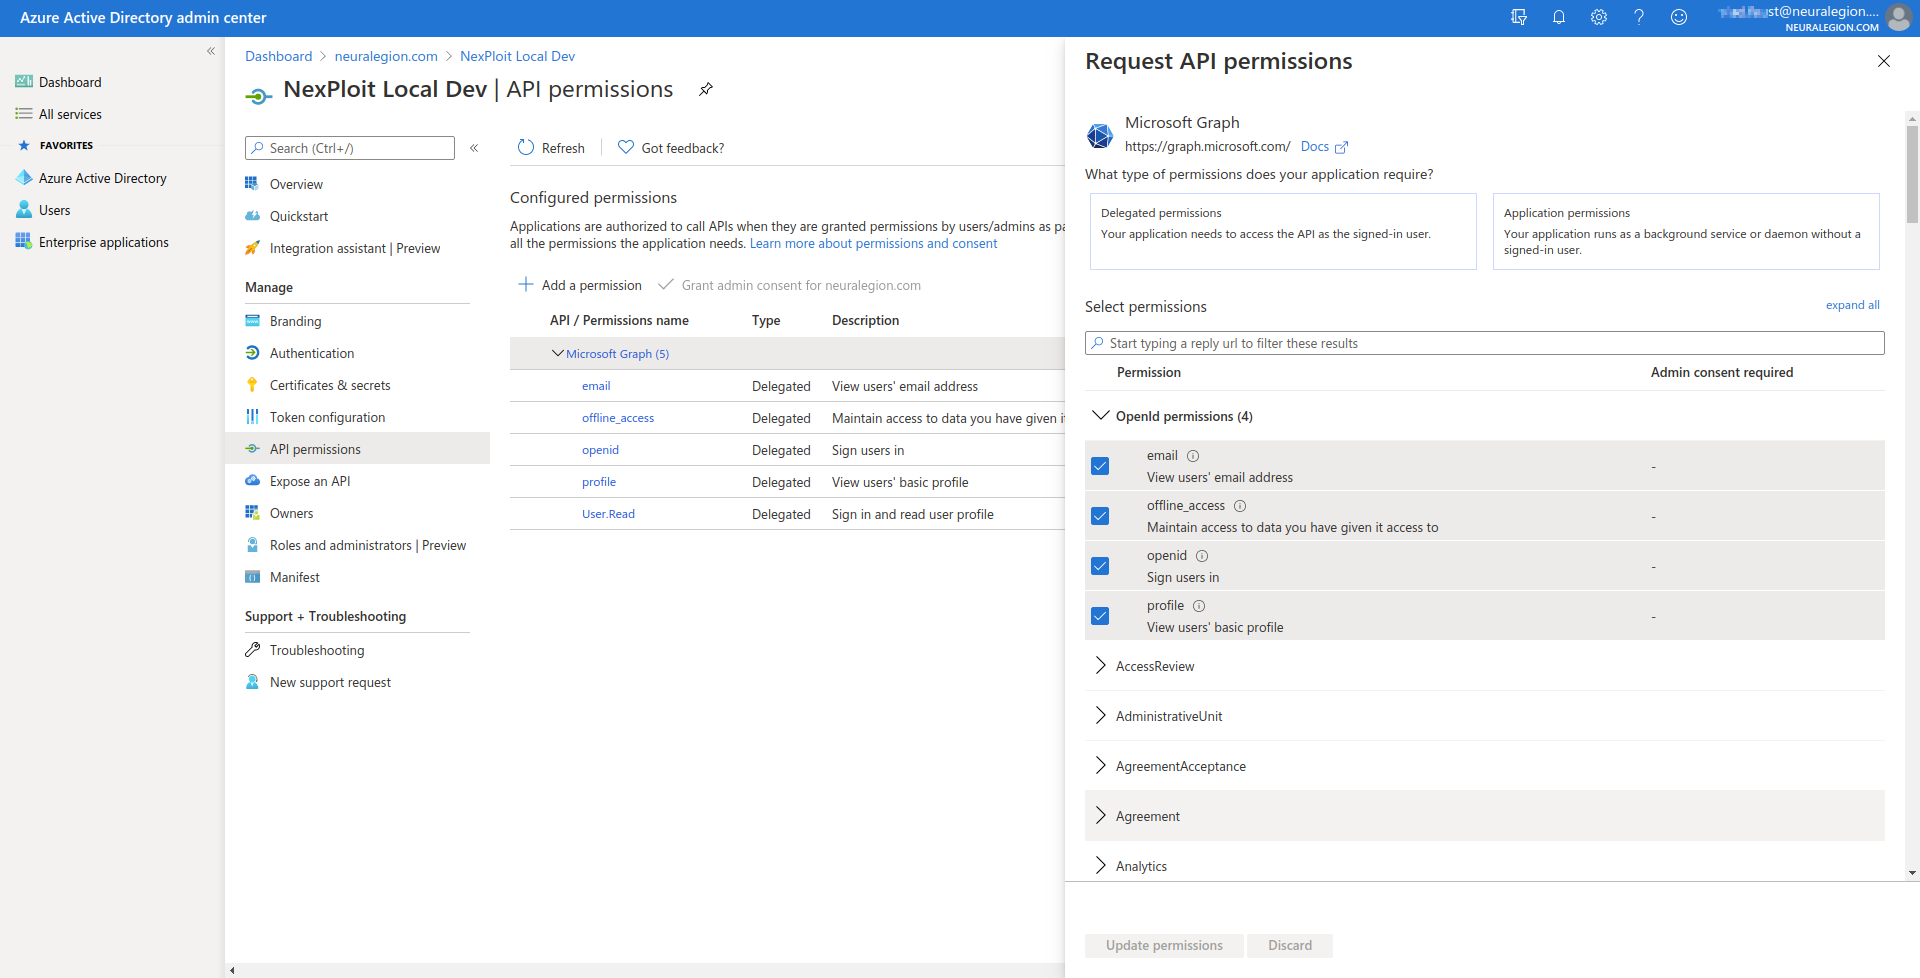 Azure Active Directory admin center
st@neuralegion....
NEURALEGION.COM
Dashboard
All services
FAVORITES
Azure Active Directory
Users
Enterprise applications
Dashboard > neuralegion.com > NexPloit Local Dev
NexPloit Local Dev | API permissions
Search (Ctrl+/)
Overview
Quickstart
Integration assistant | Preview
Manage
Branding
Authentication
Certificates & secrets
Token configuration
API permissions
Expose an API
Owners
Roles and administrators | Preview
Manifest
Support + Troubleshooting
Troubleshooting
New support request
Refresh
Got feedback?
Configured permissions
Applications are authorized to call APIs when they are granted permissions by users/admins as pa
all the permissions the application needs. Learn more about permissions and consent
Add a permission
Grant admin consent for neuralegion.com
API / Permissions name Type Description
Microsoft Graph (5)
email Delegated View users' email address
offline_access Delegated Maintain access to data you have given it
openid Delegated Sign users in
profile Delegated View users' basic profile
User.Read Delegated Sign in and read user profile
Request API permissions
Microsoft Graph
https://graph.microsoft.com/ Docs
What type of permissions does your application require?
Delegated permissions
Your application needs to access the API as the signed-in user.
Application permissions
Your application runs as a background service or daemon without a
signed-in user.
Select permissions
expand all
Start typing a reply url to filter these results
Permission Admin consent required
OpenId permissions (4)
email
View users' email address
-
offline_access
Maintain access to data you have given it access to
-
openid
Sign users in
-
profile
View users' basic profile
-
AccessReview
AdministrativeUnit
AgreementAcceptance
Agreement
Analytics
Update permissions
Discard